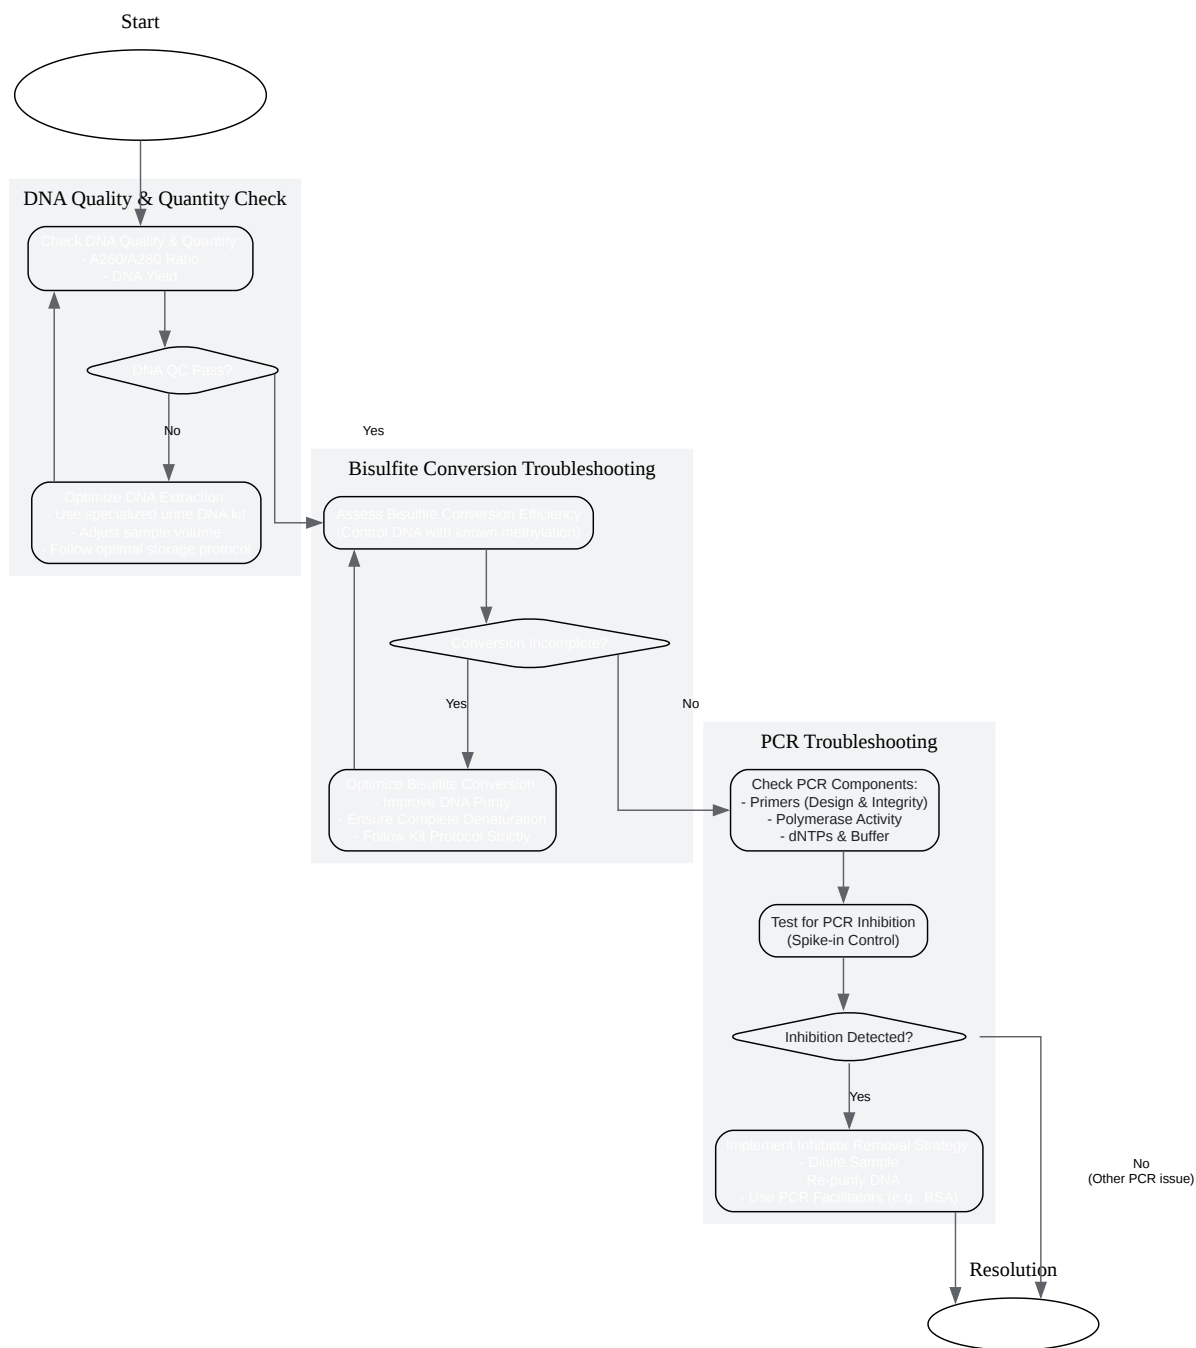 Start
DNA Quality & Quantity Check
Check DNA Quality & Quantity:
- A260/A280 Ratio
- DNA Yield
DNA QC Pass?
No
Yes
Optimize DNA Extraction:
- Use specialized urine DNA kit
- Adjust sample volume
- Follow optimal storage protocol
Bisulfite Conversion Troubleshooting
Assess Bisulfite Conversion Efficiency
(Control DNA with known methylation)
Conversion Incomplete?
Yes
No
Optimize Bisulfite Conversion:
- Improve DNA Purity
- Ensure Complete Denaturation
- Follow Kit Protocol Strictly
PCR Troubleshooting
Check PCR Components:
- Primers (Design & Integrity)
- Polymerase Activity
- dNTPs & Buffer
Test for PCR Inhibition
(Spike-in Control)
Inhibition Detected?
Yes
No
(Other PCR issue)
Implement Inhibitor Removal Strategy:
- Dilute Sample
- Re-purify DNA
- Use PCR Facilitators (e.g., BSA)
Resolution